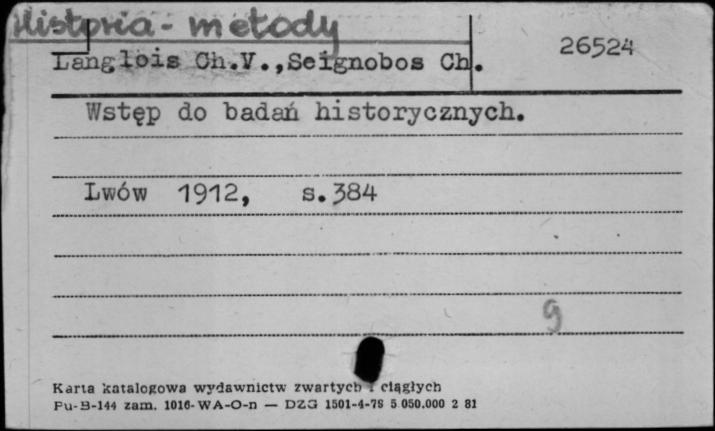 Historia - metody
26524
Langlois Ch.V., Seignobos Ch.
Wstęp do badań historycznych.
Lwów 1912, s. 384
g
Karta katalogowa wydawnictw zwartych i ciągłych
Pu-B-144 zam. 1016-WA-O-n — DZG 1501-4-78 5.050.000 2 81